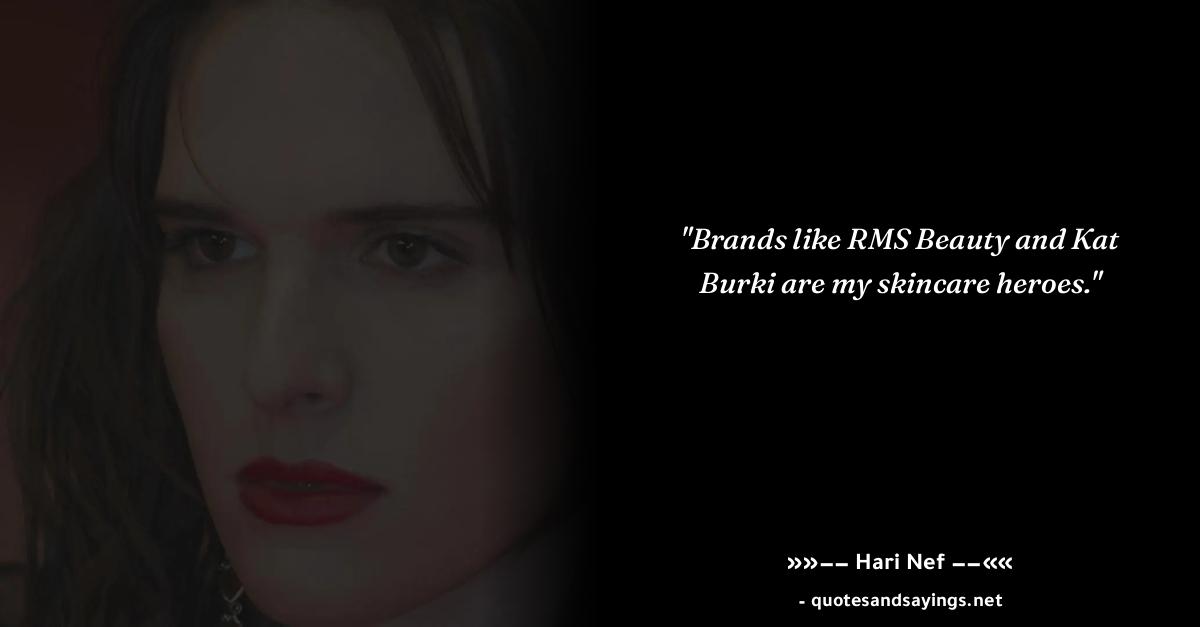 "Brands like RMS Beauty and Kat
Burki are my skincare heroes."
»»−− Hari Nef −−««
- quotesandsayings.net